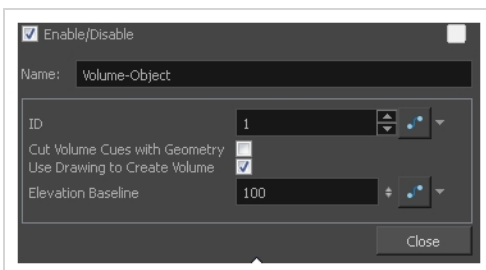 Enable/Disable
Name: Volume-Object
ID 1
Cut Volume Cues with Geometry
Use Drawing to Create Volume
Elevation Baseline 100
Close